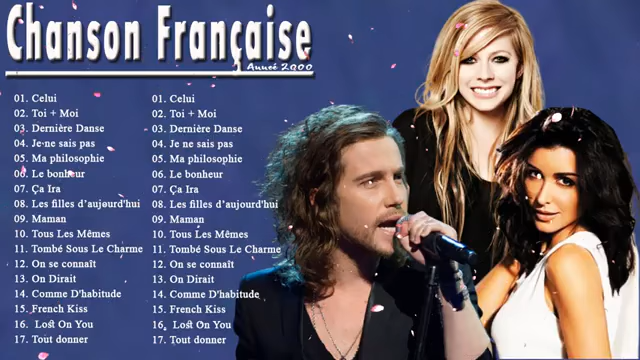 Chanson Française
Anneé 2000
01. Celui
02. Toi + Moi
03. Dernière Danse
04. Je ne sais pas
05. Ma philosophie
06. Le bonheur
07. Ça Ira
08. Les filles d'aujourd'hui
09. Maman
10. Tous Les Mêmes
11. Tombé Sous Le Charme
12. On se connaît
13. On Dirait
14. Comme D'habitude
15. French Kiss
16. Lost On You
17. Tout donner
01. Celui
02. Toi + Moi
03. Dernière Danse
04. Je ne sais pas
05. Ma philosophie
06. Le bonheur
07. Ça Ira
08. Les filles d'aujourd'hui
09. Maman
10. Tous Les Mêmes
11. Tombé Sous Le Charme
12. On se connaît
13. On Dirait
14. Comme D'habitude
15. French Kiss
16. Lost On You
17. Tout donner